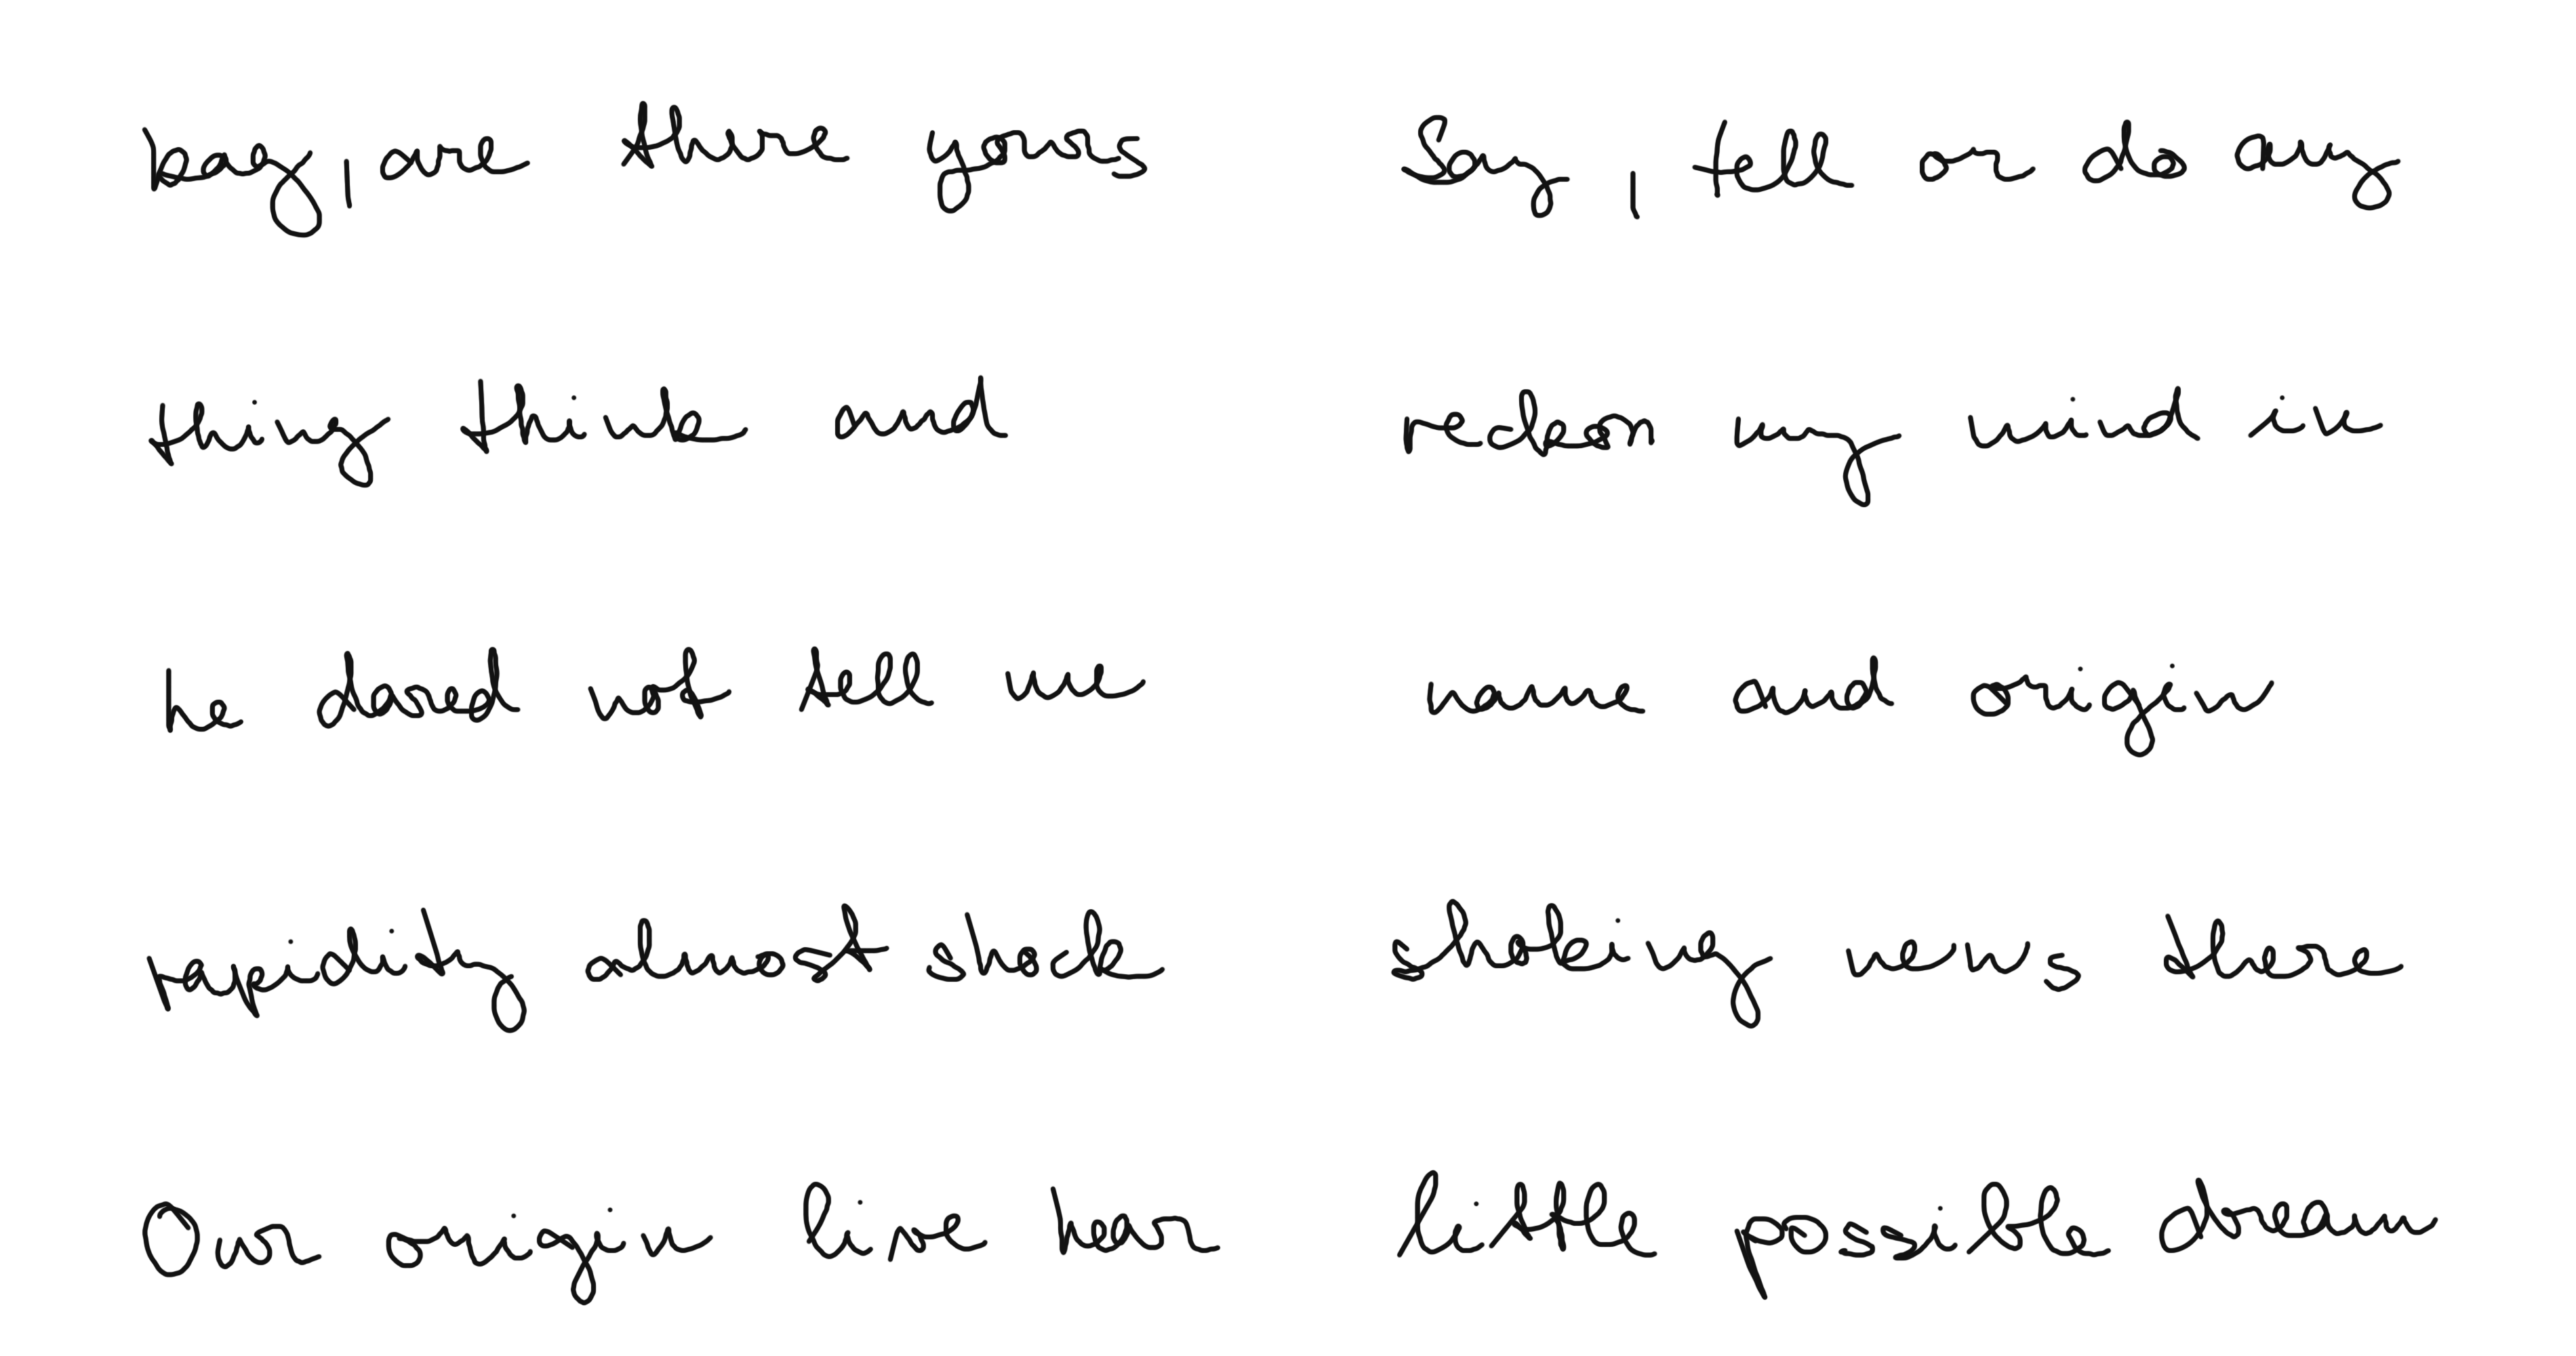 bag, are there yours
Say, tell or do any
thing think and
reckon my mind in
he dared not tell me
name and origin
rapidity almost shock
shaking news there
Our origin live hear
little possible dream